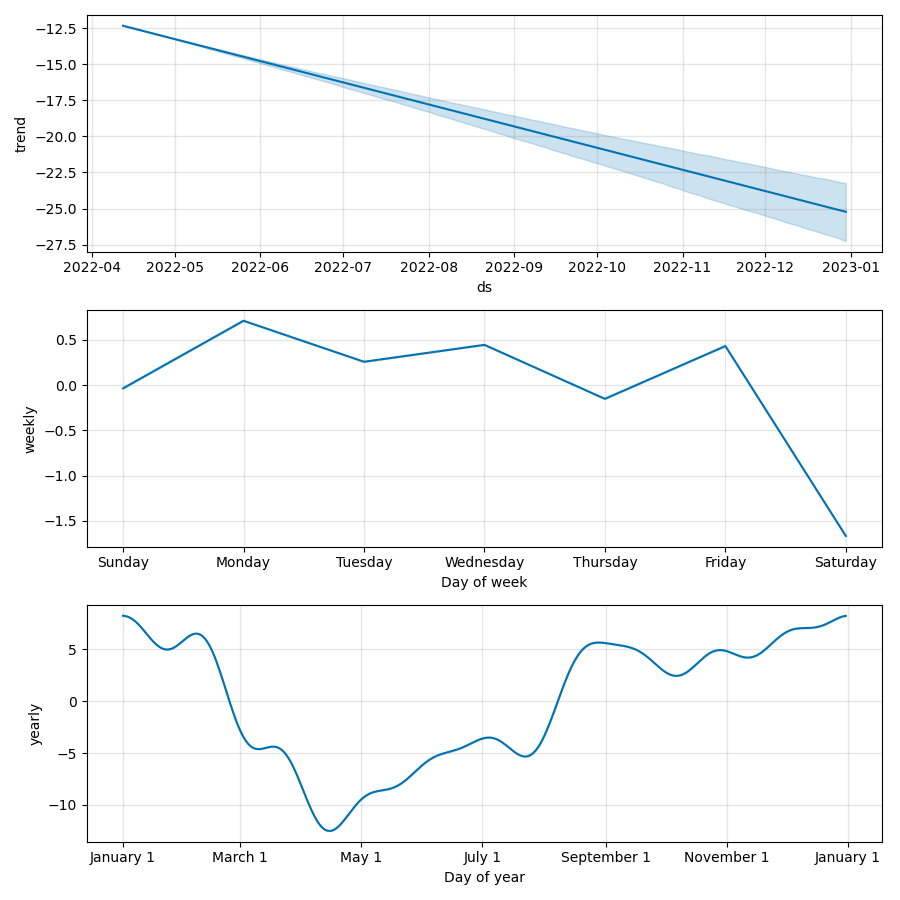 −12.5
−15.0
−17.5
−20.0
−22.5
−25.0
−27.5
trend
2022-04 2022-05 2022-06 2022-07 2022-08 2022-09 2022-10 2022-11 2022-12 2023-01
ds
0.5
0.0
−0.5
−1.0
−1.5
weekly
Sunday Monday Tuesday Wednesday Thursday Friday Saturday
Day of week
5
0
−5
−10
yearly
January 1 March 1 May 1 July 1 September 1 November 1 January 1
Day of year